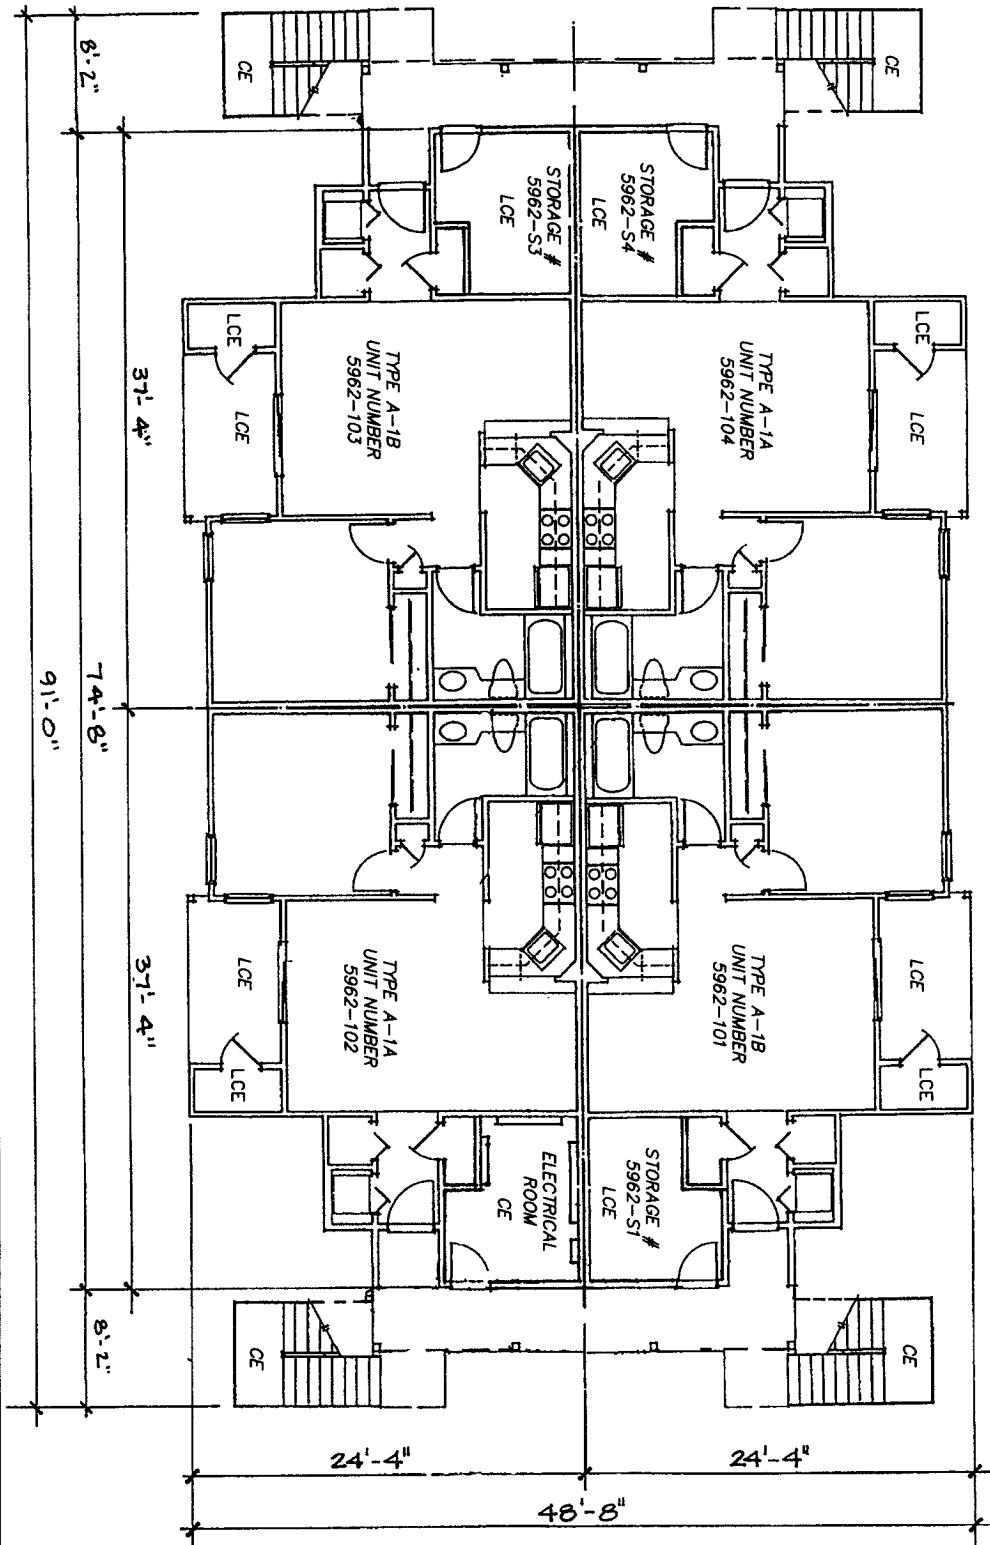 CE
CE
8'-2"
STORAGE #
5962-S3
LCE
STORAGE #
5962-S4
LCE
LCE
LCE
37'-4"
LCE
TYPE A-1B
UNIT NUMBER
5962-103
TYPE A-1A
UNIT NUMBER
5962-104
LCE
74'-8"
91'-0"
LCE
TYPE A-1A
UNIT NUMBER
5962-102
TYPE A-1B
UNIT NUMBER
5962-101
LCE
37'-4"
LCE
LCE
ELECTRICAL
ROOM
CE
STORAGE #
5962-S1
LCE
8'-2"
CE
CE
24'-4"
24'-4"
48'-8"